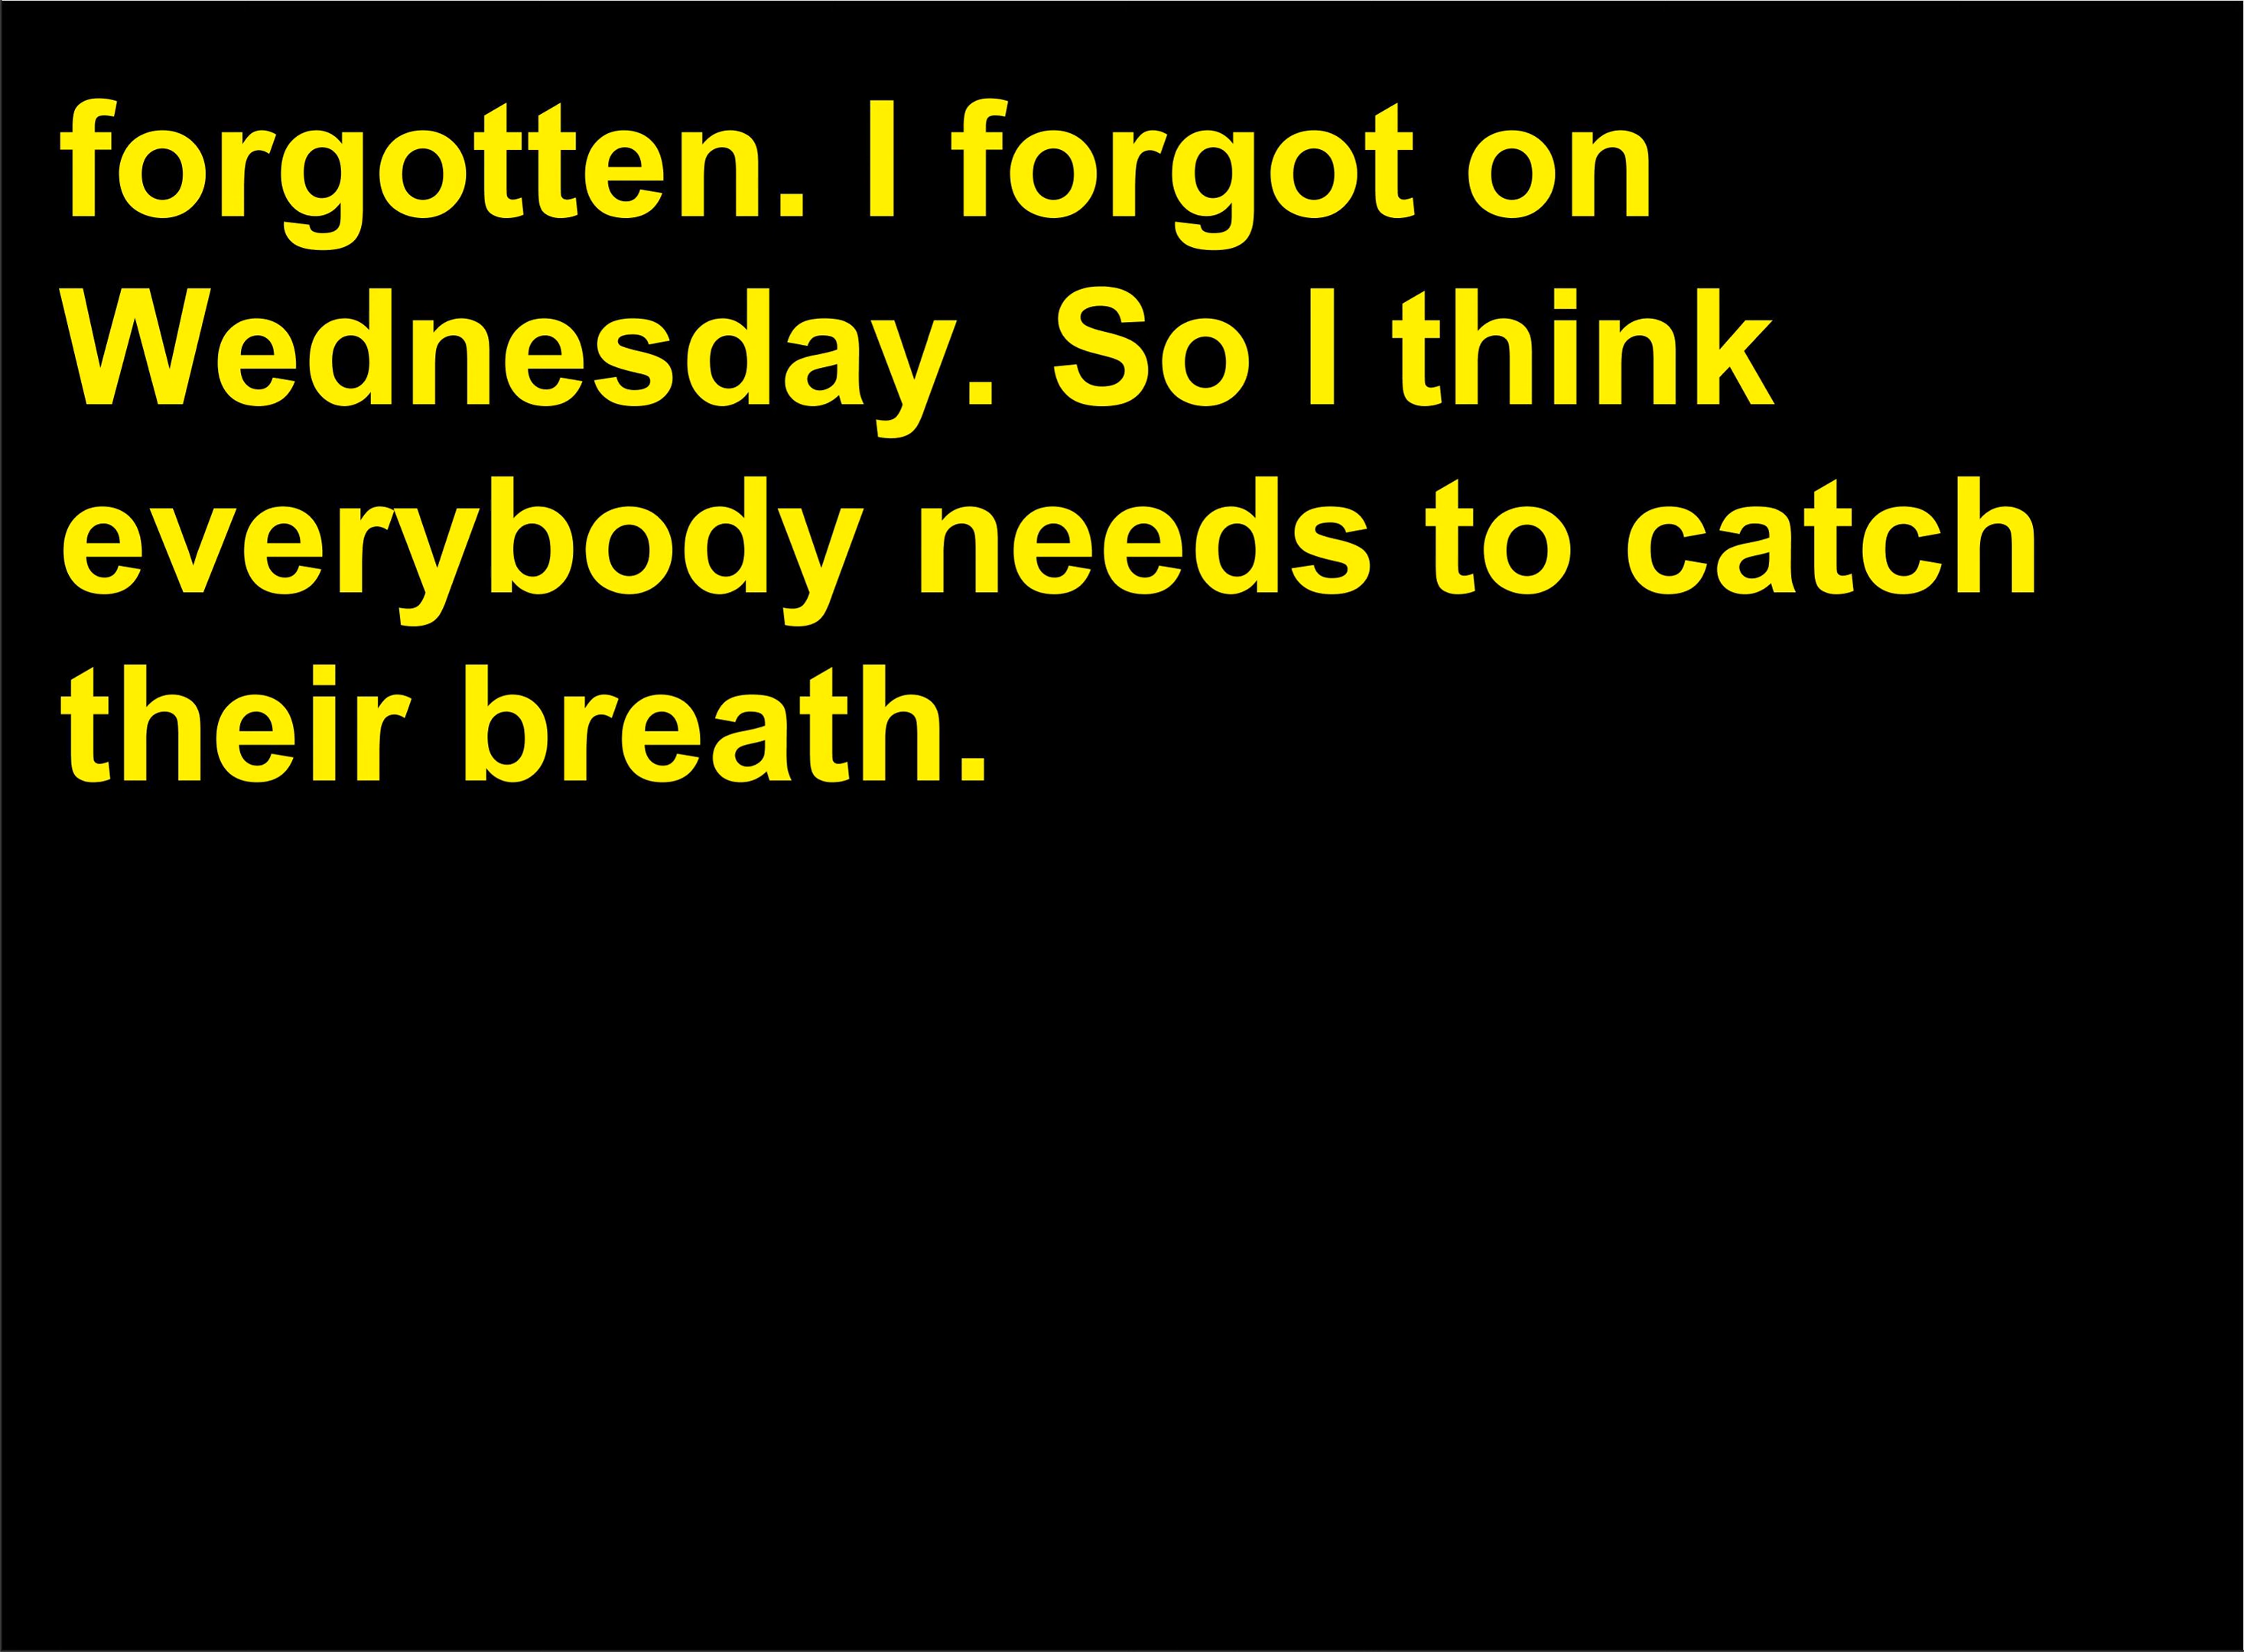 forgotten. I forgot on
Wednesday. So I think
everybody needs to catch
their breath.